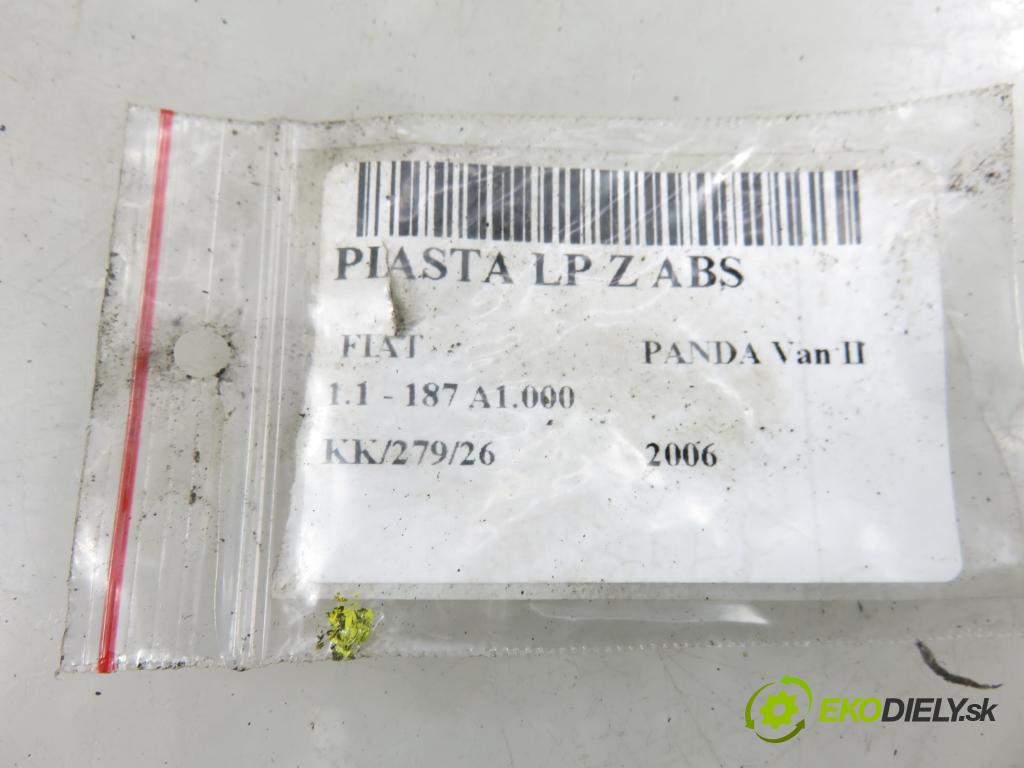 PIASTA LP Z ABS
FIAT PANDA Van II
1.1 - 187 A1.000
KK/279/26 2006
EKODIELY.sk